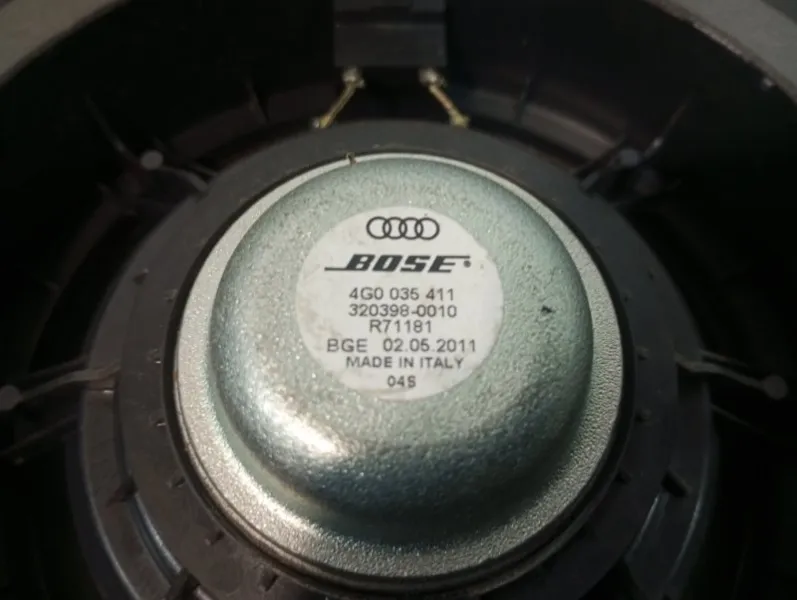 BOSE®
4G0 035 411
320398-0010
R71181
BGE 02.05.2011
MADE IN ITALY
04S